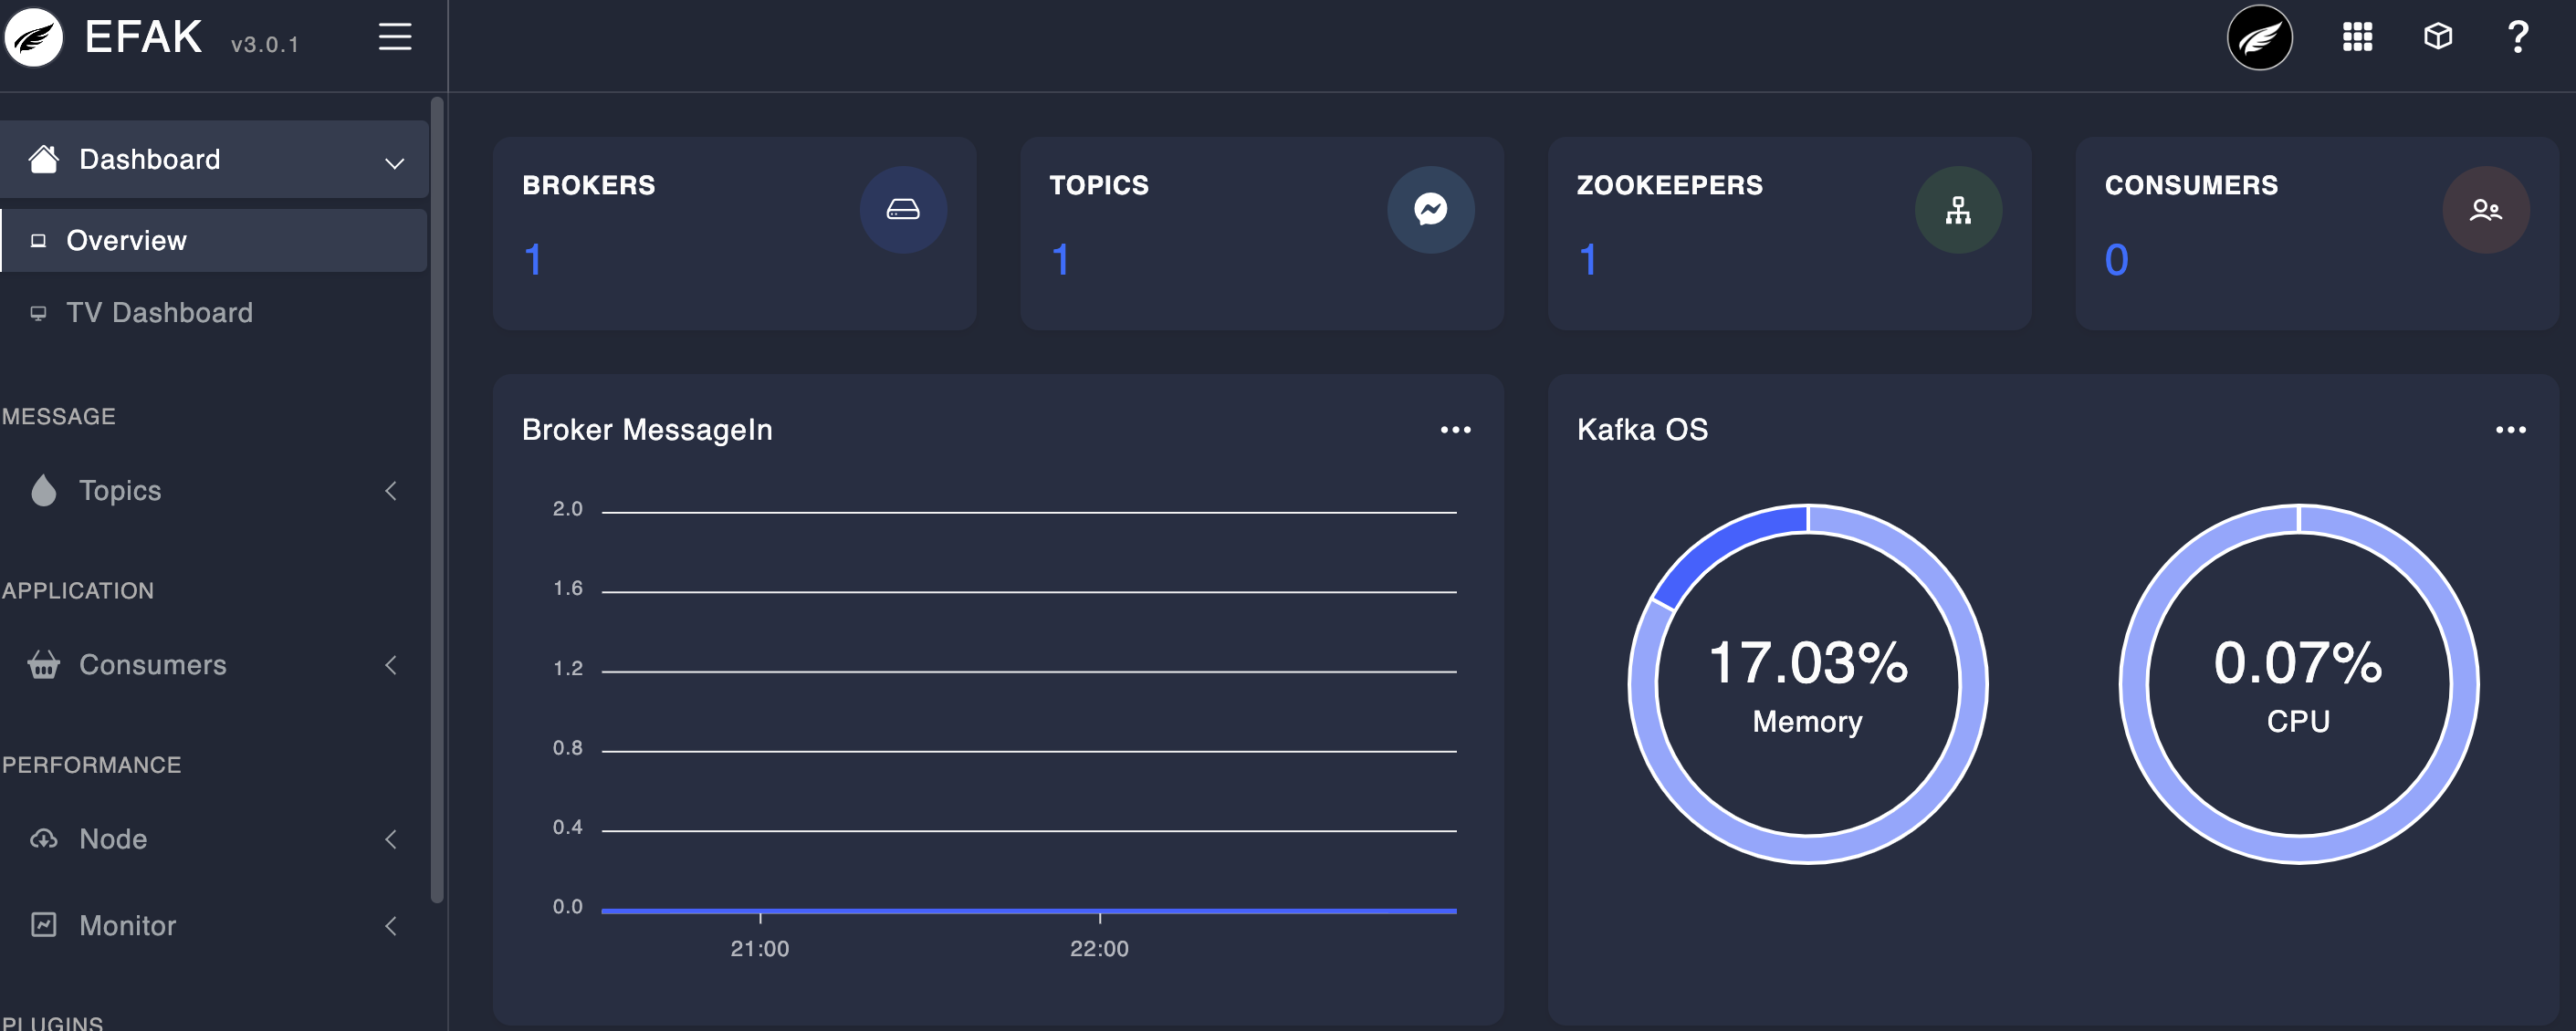 EFAK v3.0.1
Dashboard
Overview
TV Dashboard
MESSAGE
Topics
APPLICATION
Consumers
PERFORMANCE
Node
Monitor
PLUGINS
BROKERS
1
TOPICS
1
ZOOKEEPERS
1
CONSUMERS
0
Broker MessageIn
2.0
1.6
1.2
0.8
0.4
0.0
21:00 22:00
Kafka OS
17.03%
Memory
0.07%
CPU